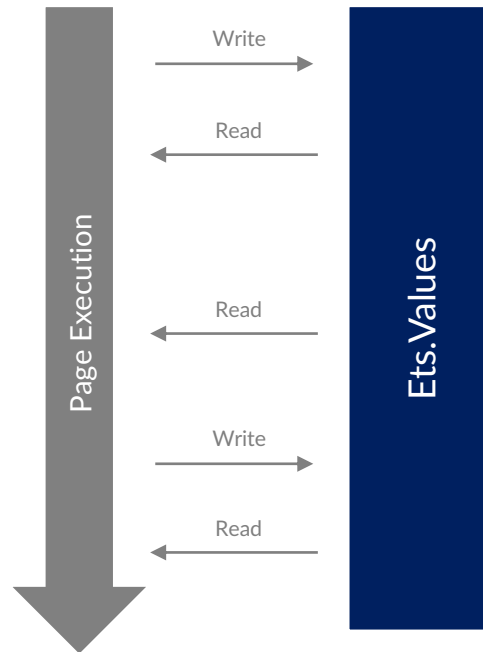 Write
Read
Page Execution
Ets.Values
Read
Write
Read